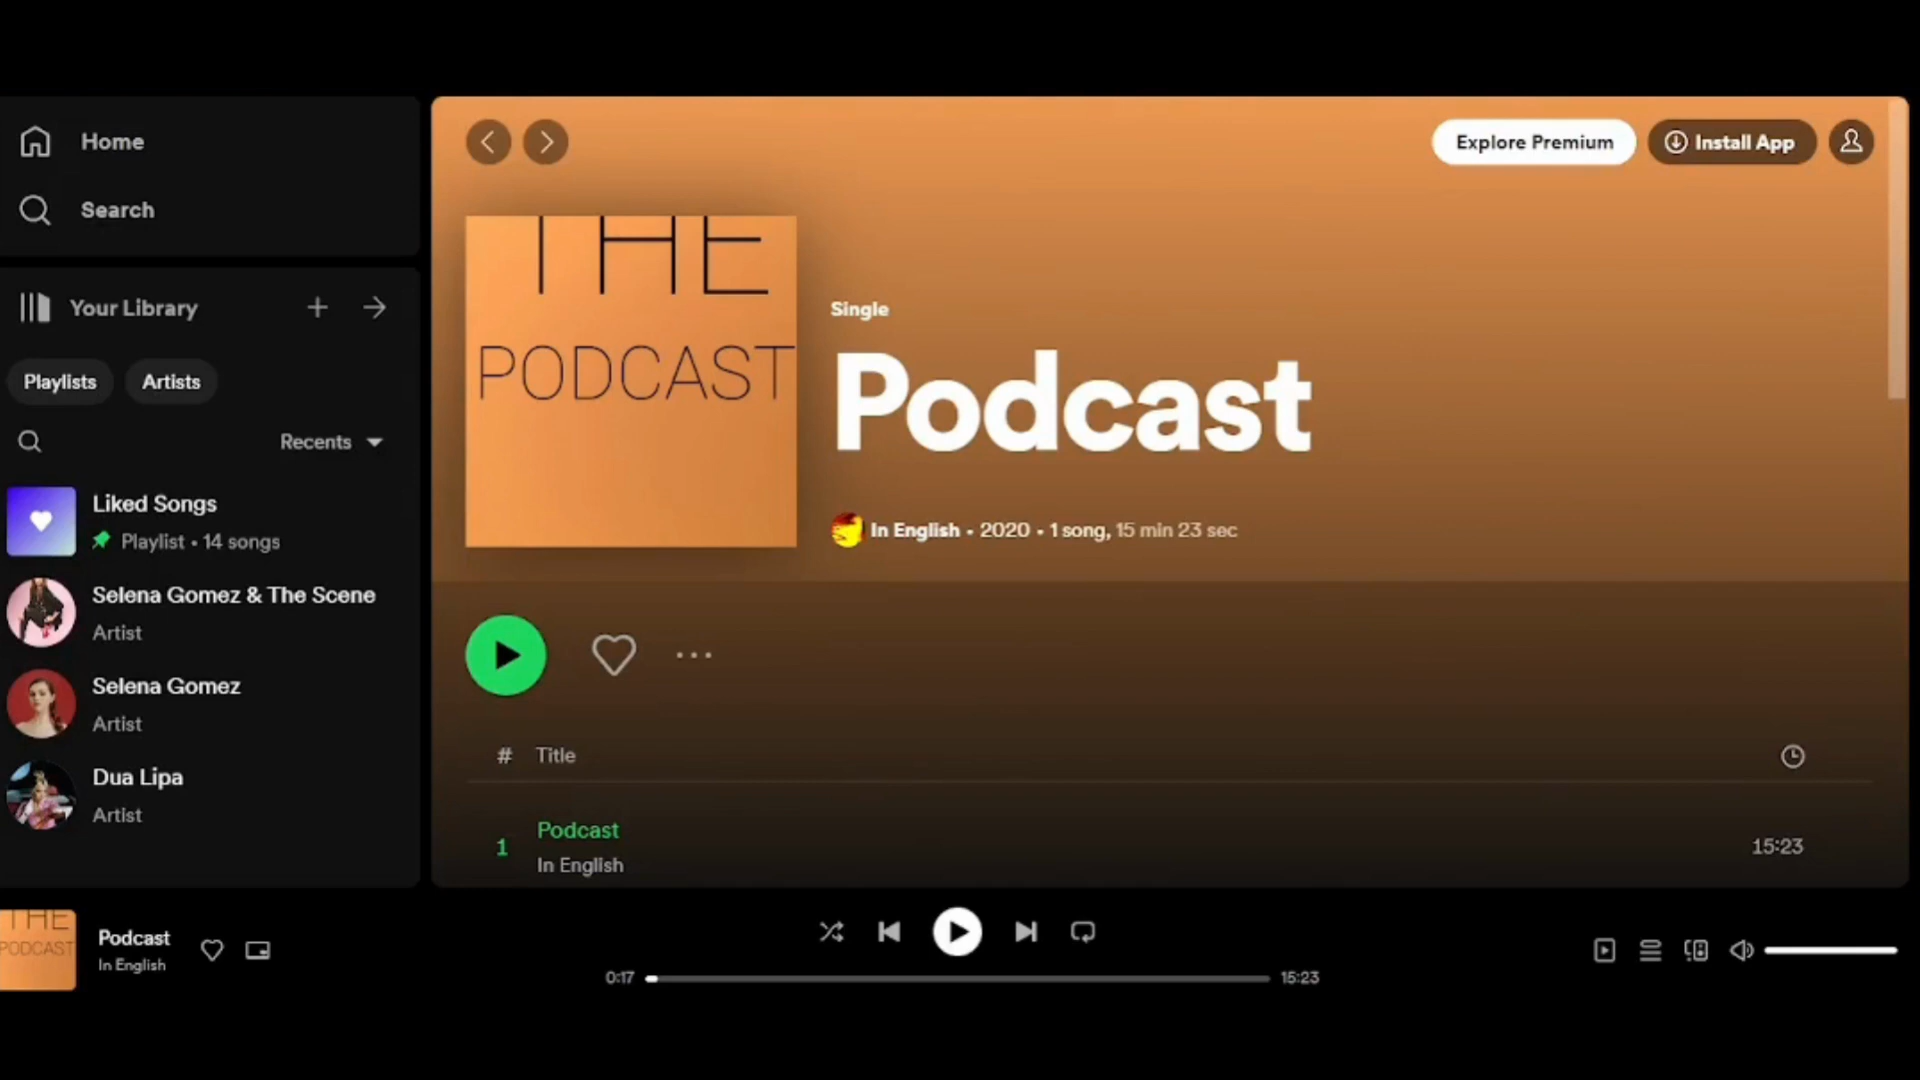 Home
Search
Your Library
Playlists
Artists
Recents
Liked Songs
Playlist • 14 songs
Selena Gomez & The Scene
Artist
Selena Gomez
Artist
Dua Lipa
Artist
Explore Premium
Install App
THE
PODCAST
Single
Podcast
In English • 2020 • 1 song, 15 min 23 sec
# Title
1 Podcast 15:23
In English
THE
PODCAST
Podcast
In English
0:17 15:23